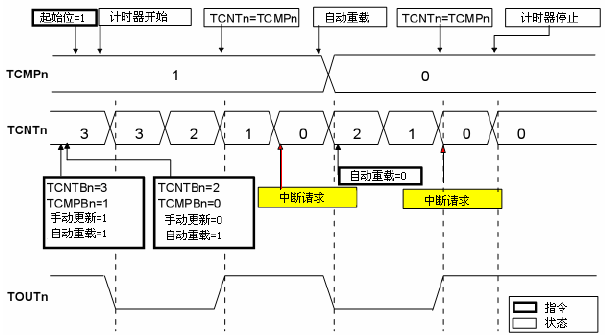 起始位=1
计时器开始
TCNTn=TCMPn
自动重载
TCNTn=TCMPn
计时器停止
TCMPn
1
0
TCNTn
3 3 2 1 0 2 1 0 0
自动重载=0
TCNTBn=3
TCMPBn=1
手动更新=1
自动重载=1
TCNTBn=2
TCMPBn=0
手动更新=0
自动重载=1
中断请求
中断请求
TOUTn
指令
状态